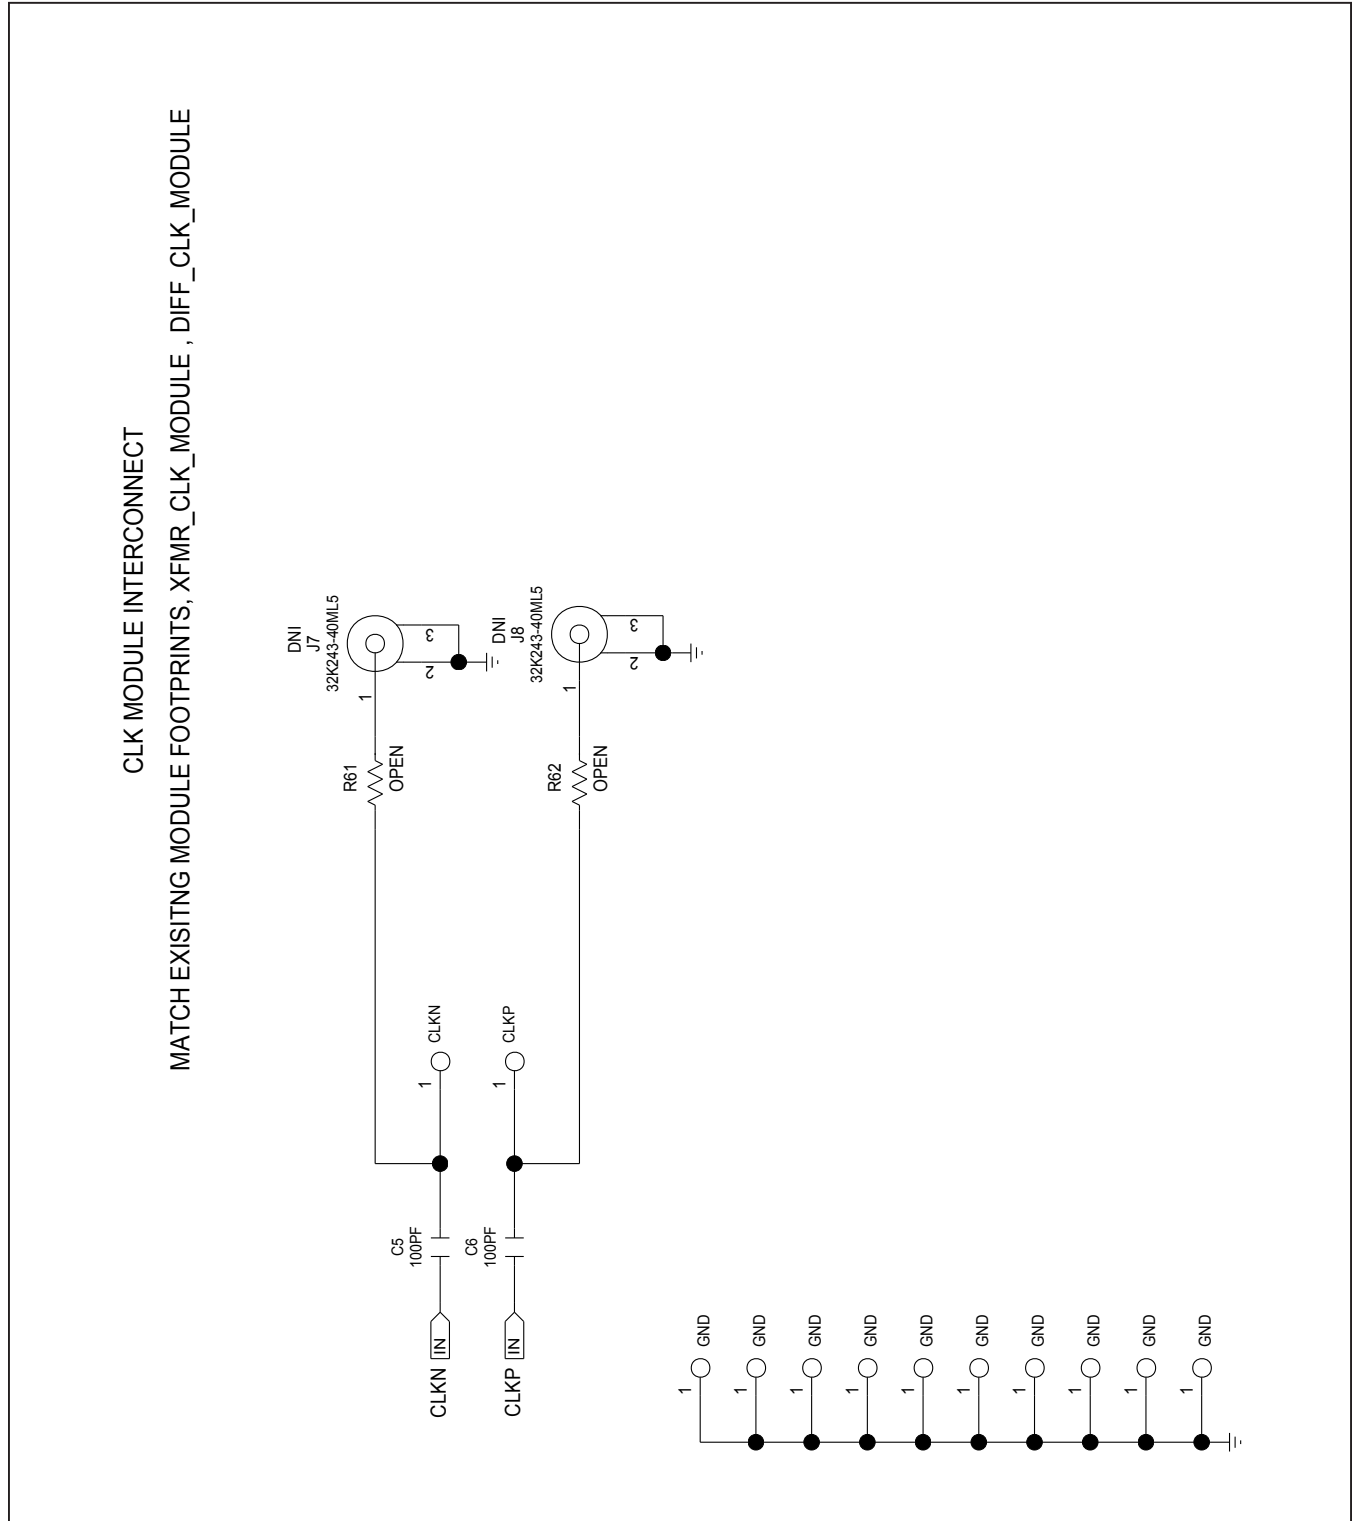 CLK MODULE INTERCONNECT
MATCH EXISITNG MODULE FOOTPRINTS, XFMR_CLK_MODULE , DIFF_CLK_MODULE
DNI
J7
32K243-40ML5
1
2
3
R61
OPEN
DNI
J8
32K243-40ML5
1
2
3
R62
OPEN
CLKN
1
CLKP
1
C5
100PF
C6
100PF
CLKN IN
CLKP IN
1 GND
1 GND
1 GND
1 GND
1 GND
1 GND
1 GND
1 GND
1 GND
1 GND